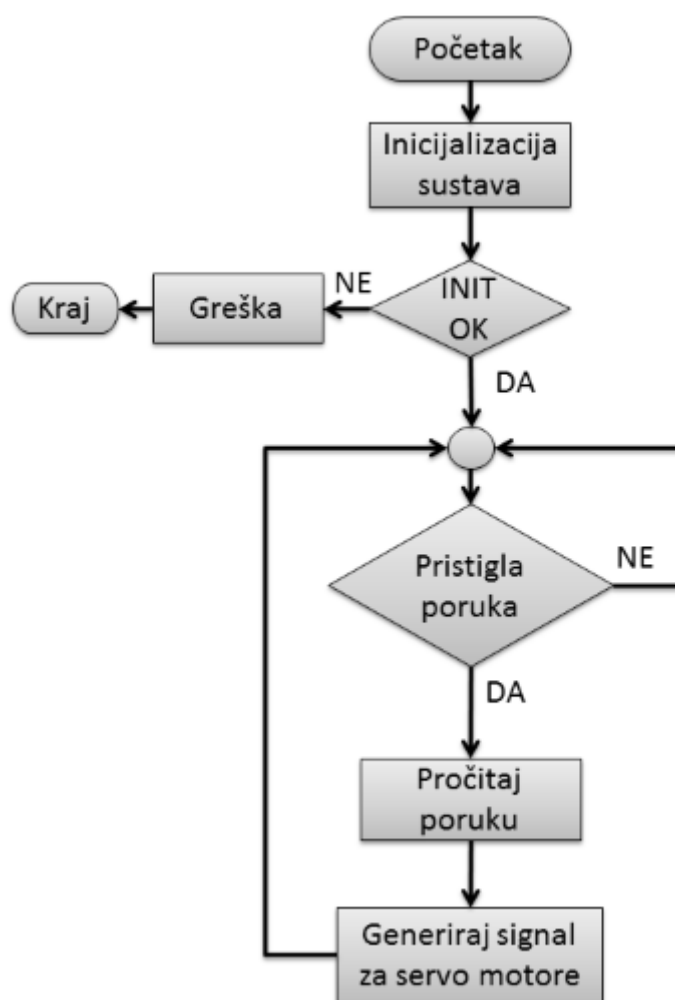 Početak
Inicijalizacija
sustava
INIT
OK
NE
Greška
Kraj
DA
Pristigla
poruka
NE
DA
Pročitaj
poruku
Generiraj signal
za servo motore